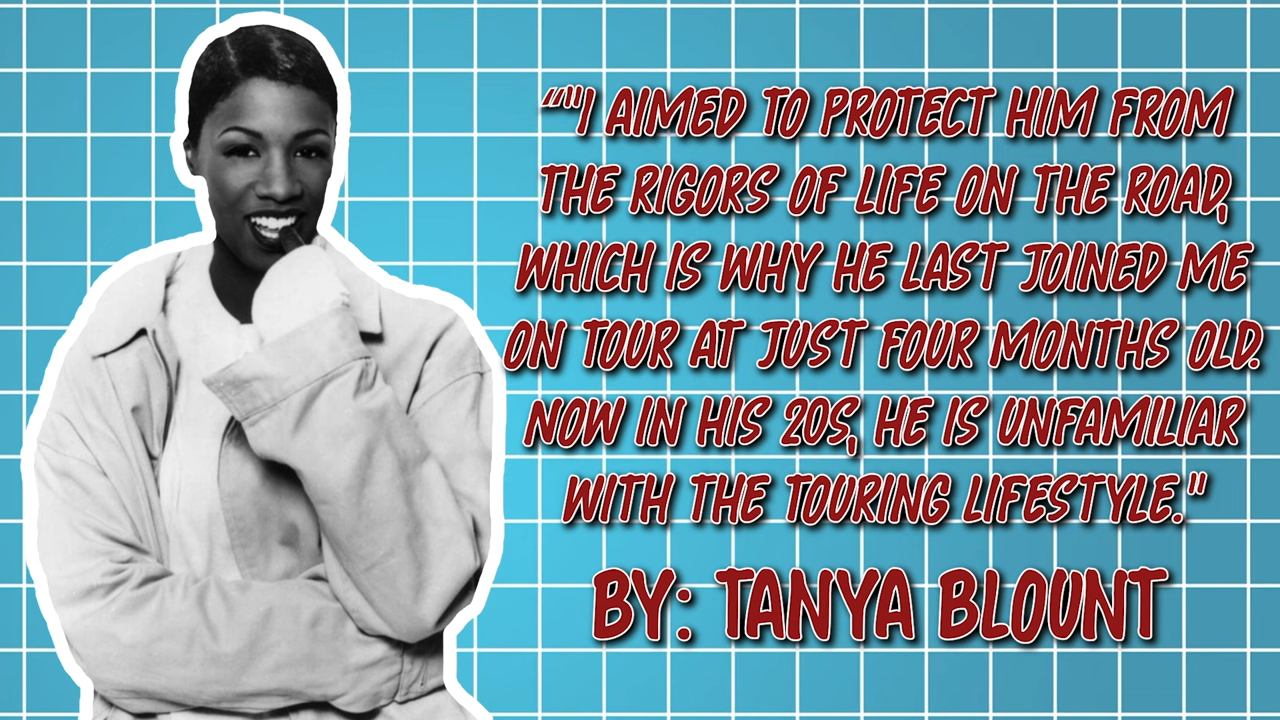 “"I AIMED TO PROTECT HIM FROM
THE RIGORS OF LIFE ON THE ROAD,
WHICH IS WHY HE LAST JOINED ME
ON TOUR AT JUST FOUR MONTHS OLD.
NOW IN HIS 20S, HE IS UNFAMILIAR
WITH THE TOURING LIFESTYLE."
BY: TANYA BLOUNT